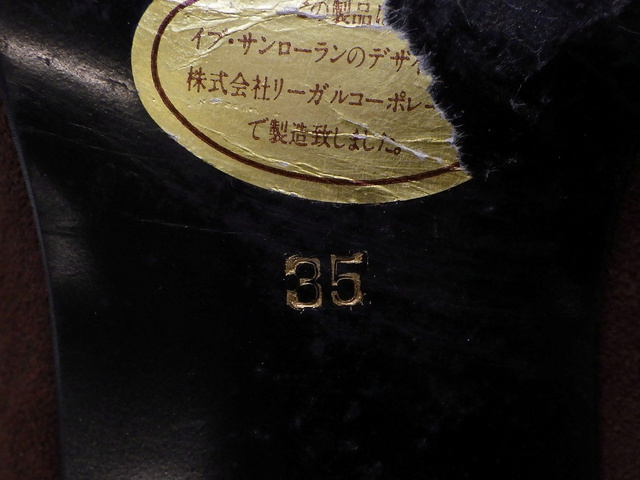 の製品は
イブ・サンローランのデザイ
株式会社リーガルコーポレー
で製造致しました。
35